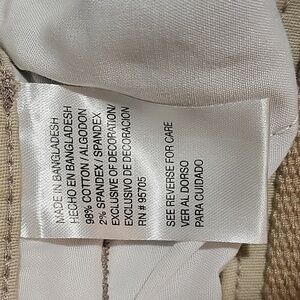 MADE IN BANGLADESH
HECHO EN BANGLADESH
98% COTTON / ALGODON
2% SPANDEX / SPANDEX
EXCLUSIVE OF DECORATION/
EXCLUSIVO DE DECORACION
RN # 95705
SEE REVERSE FOR CARE
VER AL DORSO
PARA CUIDADO